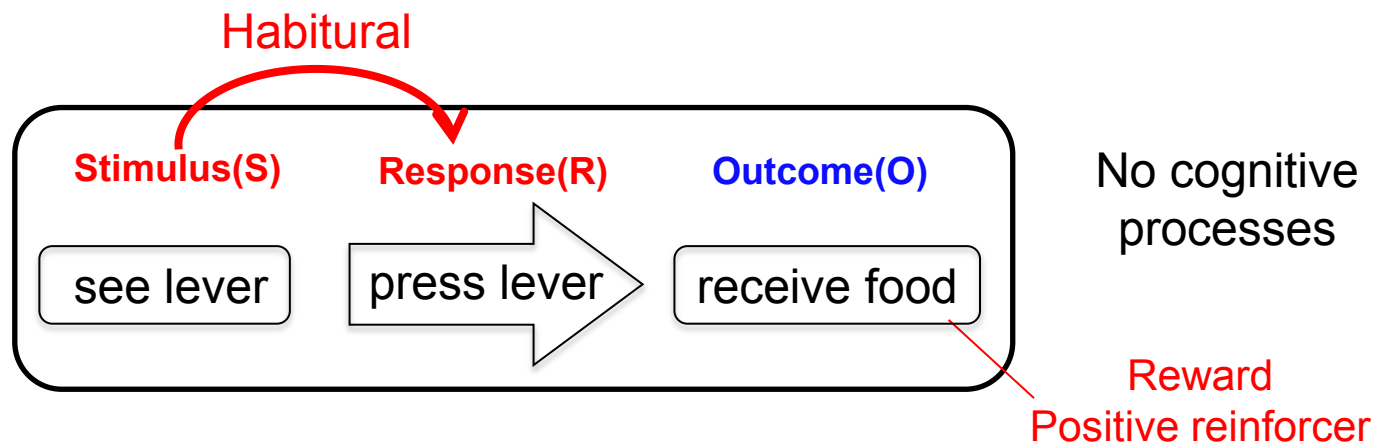 Habitural
Stimulus(S) Response(R) Outcome(O)
No cognitive
processes
see lever press lever receive food
Reward
Positive reinforcer